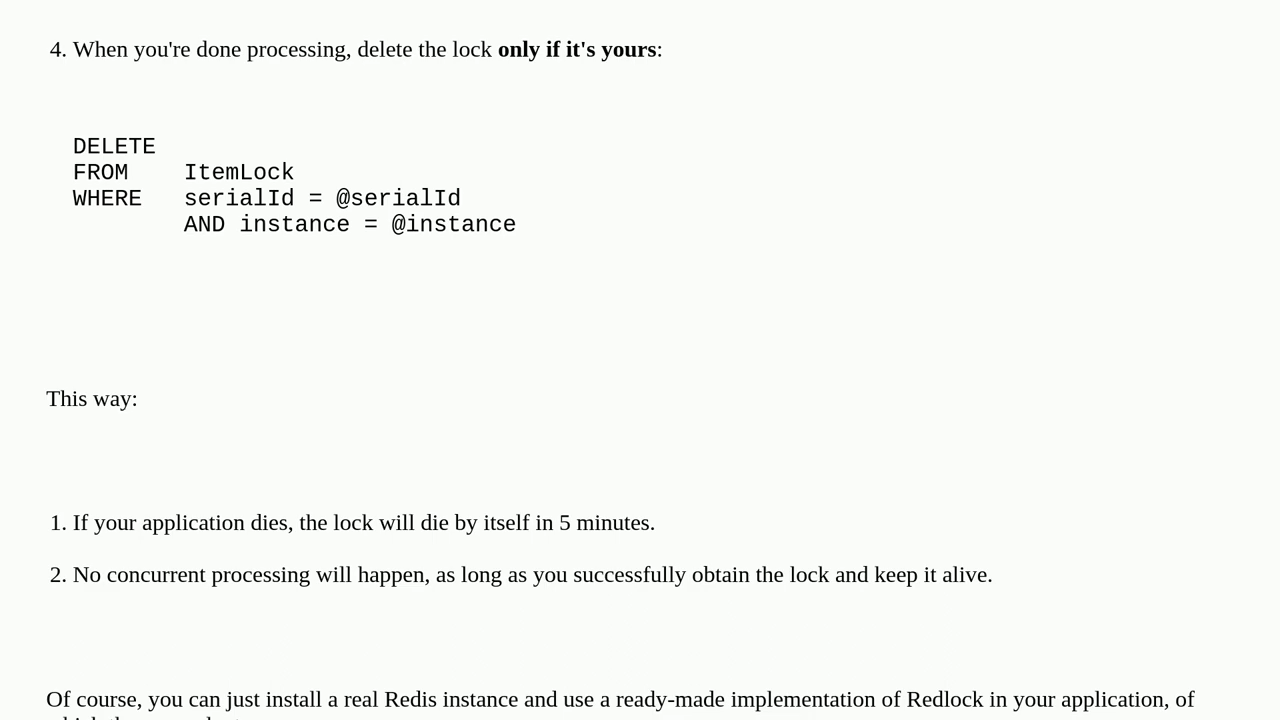 4. When you're done processing, delete the lock only if it's yours:
DELETE
FROM    ItemLock
WHERE   serialId = @serialId
        AND instance = @instance
This way:
1. If your application dies, the lock will die by itself in 5 minutes.
2. No concurrent processing will happen, as long as you successfully obtain the lock and keep it alive.
Of course, you can just install a real Redis instance and use a ready-made implementation of Redlock in your application, of